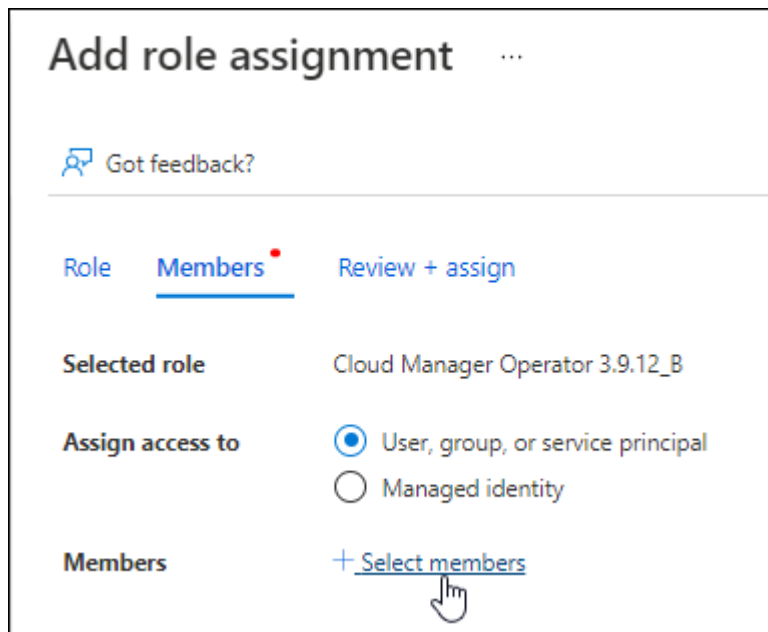 Add role assignment ...
Got feedback?
Role Members Review + assign
Selected role Cloud Manager Operator 3.9.12_B
Assign access to User, group, or service principal
Managed identity
Members + Select members